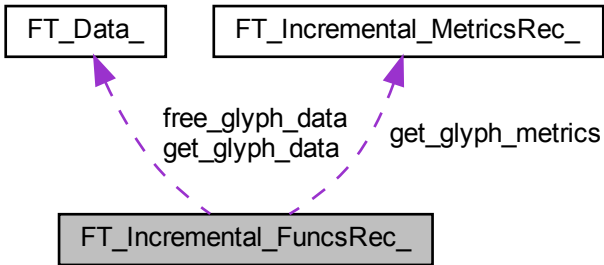 FT_Data_
FT_Incremental_MetricsRec_
free_glyph_data
get_glyph_data
get_glyph_metrics
FT_Incremental_FuncsRec_